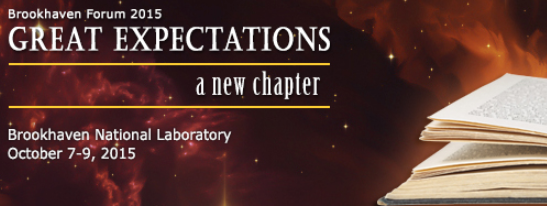 Brookhaven Forum 2015
GREAT EXPECTATIONS
a new chapter
Brookhaven National Laboratory
October 7-9, 2015